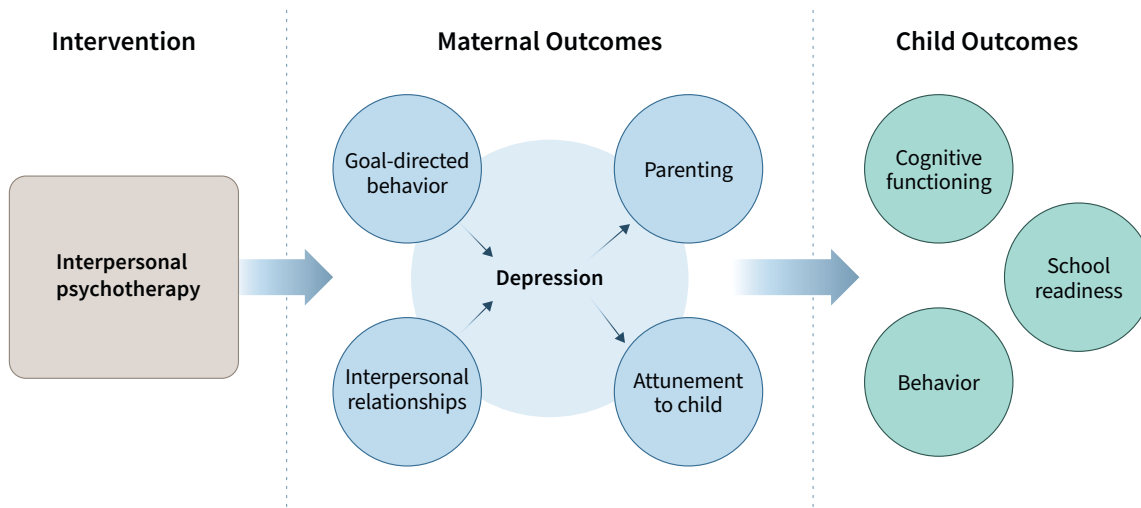 Intervention
Maternal Outcomes
Child Outcomes
Interpersonal
psychotherapy
Goal-directed
behavior
Parenting
Depression
Interpersonal
relationships
Attunement
to child
Cognitive
functioning
School
readiness
Behavior